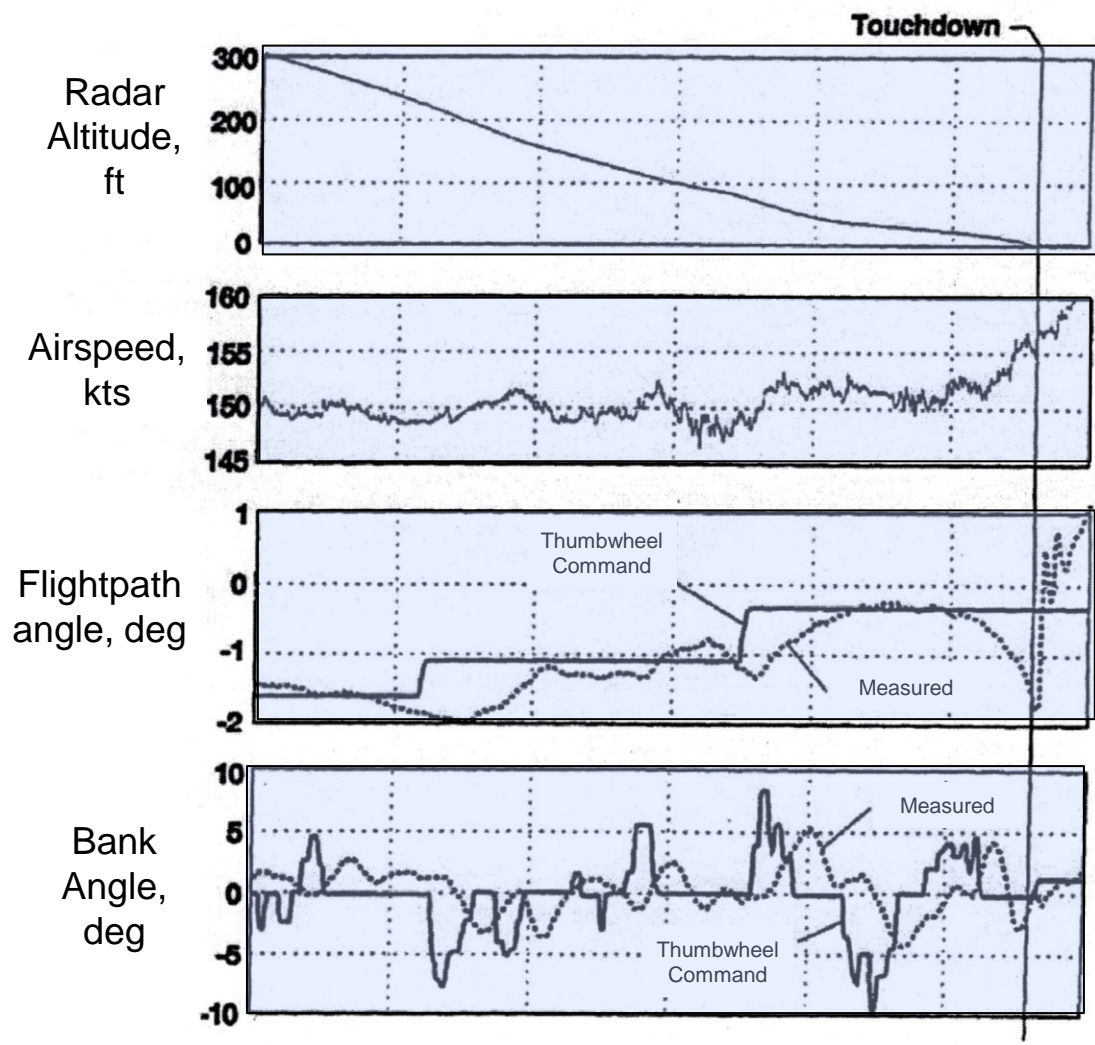 Touchdown
Radar
Altitude,
ft
300
200
100
0
Airspeed,
kts
160
155
150
145
Flightpath
angle, deg
1
0
-1
-2
Thumbwheel
Command
Measured
Bank
Angle,
deg
10
5
0
-5
-10
Measured
Thumbwheel
Command